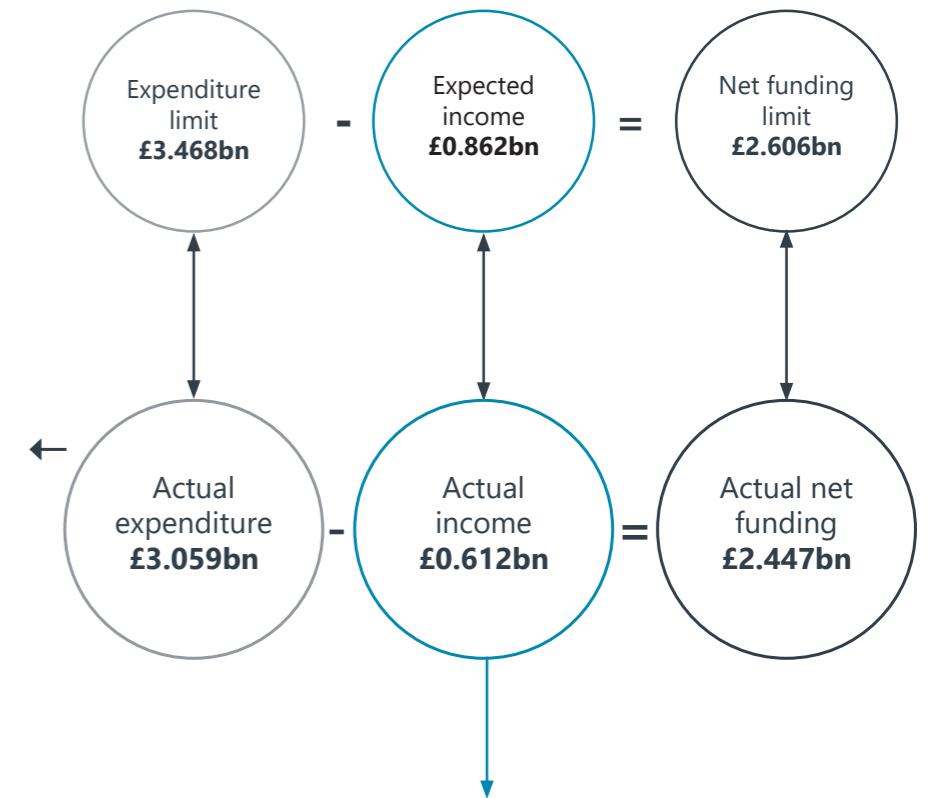 Expenditure
limit
£3.468bn
-
Expected
income
£0.862bn
=
Net funding
limit
£2.606bn
Actual
expenditure
£3.059bn
-
Actual
income
£0.612bn
=
Actual net
funding
£2.447bn